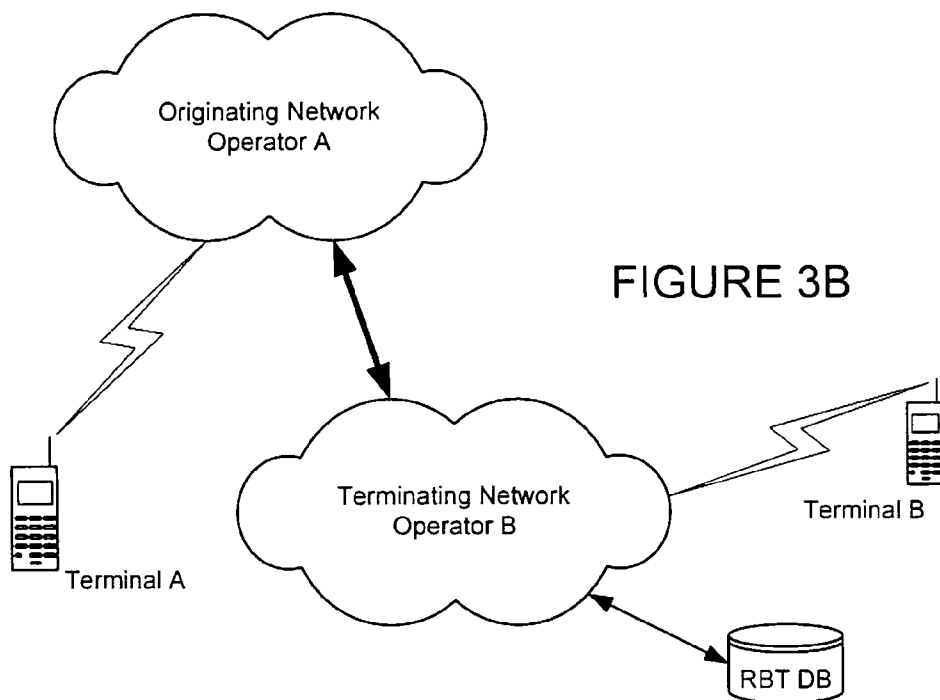 Originating Network
Operator A
FIGURE 3B
Terminating Network
Operator B
Terminal B
Terminal A
RBT DB